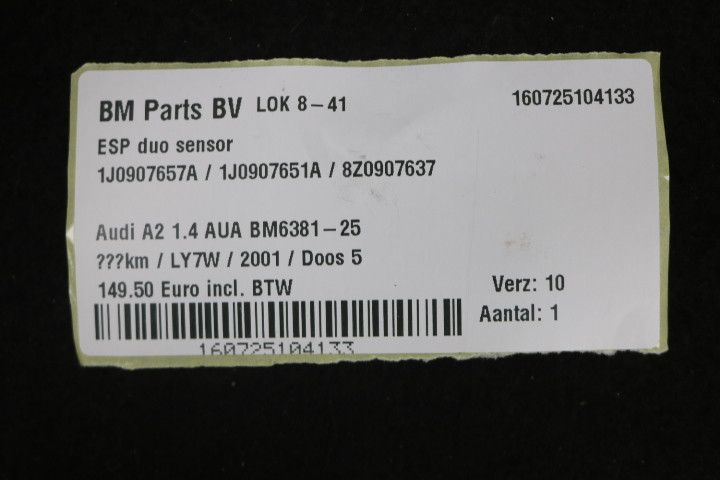 BM Parts BV LOK 8-41 160725104133
ESP duo sensor
1J0907657A / 1J0907651A / 8Z0907637
Audi A2 1.4 AUA BM6381-25
???km / LY7W / 2001 / Doos 5
149.50 Euro incl. BTW
Verz: 10
Aantal: 1
160725104133